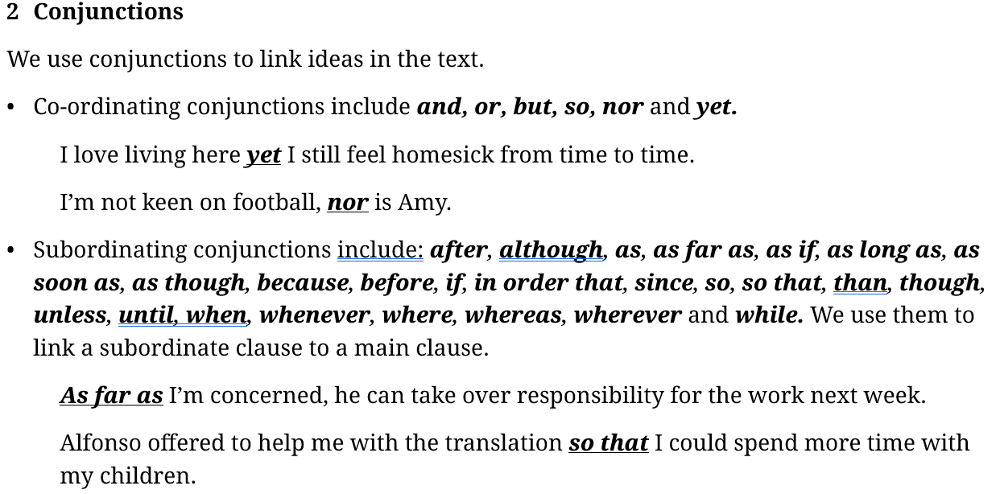 2 Conjunctions
We use conjunctions to link ideas in the text.
• Co-ordinating conjunctions include and, or, but, so, nor and yet.
I love living here yet I still feel homesick from time to time.
I’m not keen on football, nor is Amy.
• Subordinating conjunctions include: after, although, as, as far as, as if, as long as, as
soon as, as though, because, before, if, in order that, since, so, so that, than, though,
unless, until, when, whenever, where, whereas, wherever and while. We use them to
link a subordinate clause to a main clause.
As far as I’m concerned, he can take over responsibility for the work next week.
Alfonso offered to help me with the translation so that I could spend more time with
my children.